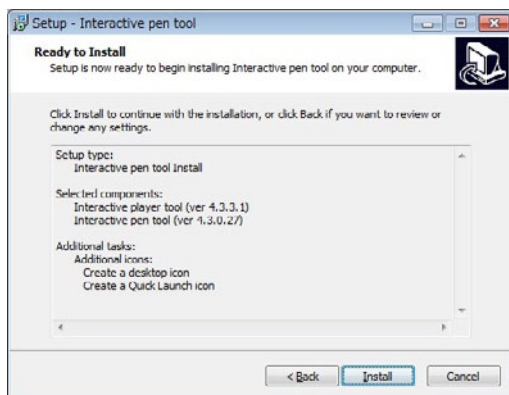 Setup - Interactive pen tool
Ready to Install
Setup is now ready to begin installing Interactive pen tool on your computer.
Click Install to continue with the installation, or click Back if you want to review or
change any settings.
Setup type:
Interactive pen tool Install
Selected components:
Interactive player tool (ver 4.3.3.1)
Interactive pen tool (ver 4.3.0.27)
Additional tasks:
Additional icons:
Create a desktop icon
Create a Quick Launch icon
< Back
Install
Cancel